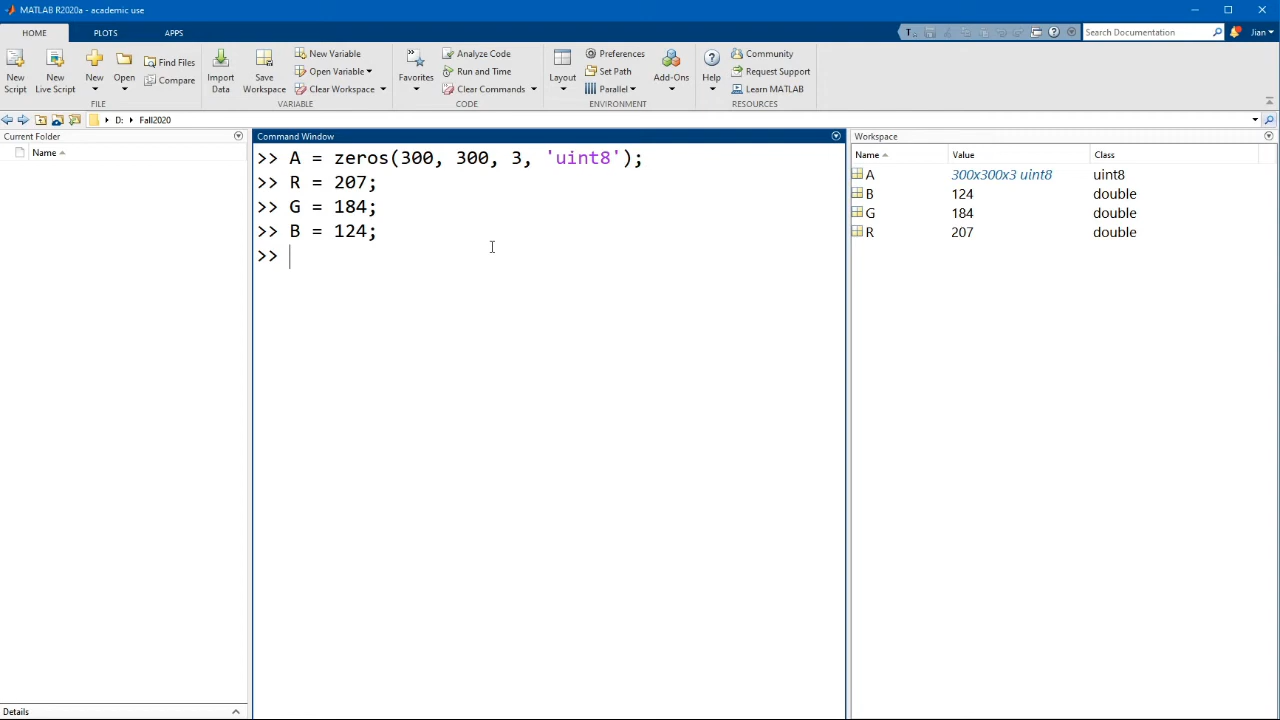 MATLAB R2020a - academic use
HOME PLOTS APPS
Search Documentation Jian
New Script
New Live Script
New
Open
Find Files
Compare
FILE
Import Data
Save Workspace
New Variable
Open Variable
Clear Workspace
VARIABLE
Favorites
Analyze Code
Run and Time
Clear Commands
CODE
Layout
Preferences
Set Path
Parallel
Add-Ons
ENVIRONMENT
Help
Community
Request Support
Learn MATLAB
RESOURCES
D: Fall2020
Current Folder
Name
Details
Command Window
>> A = zeros(300, 300, 3, 'uint8');
>> R = 207;
>> G = 184;
>> B = 124;
>>
Workspace
Name Value Class
A 300x300x3 uint8 uint8
B 124 double
G 184 double
R 207 double